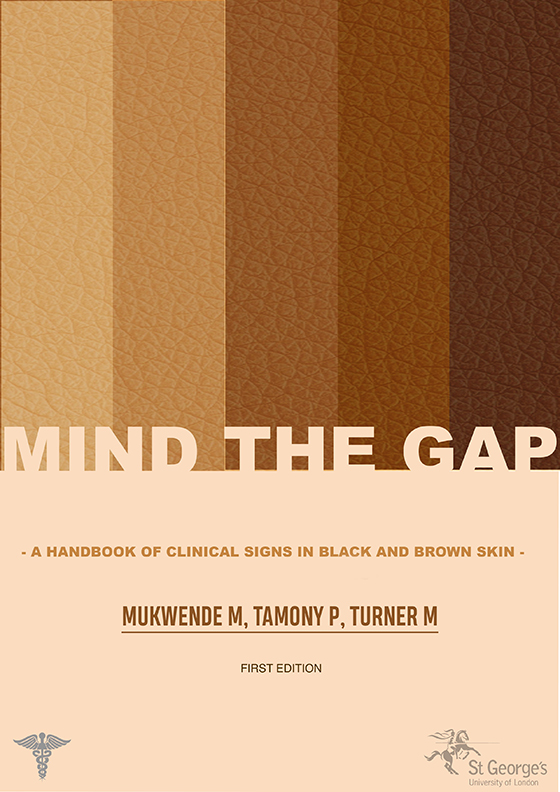 MIND THE GAP
- A HANDBOOK OF CLINICAL SIGNS IN BLACK AND BROWN SKIN -
MUKWENDE M, TAMONY P, TURNER M
FIRST EDITION
St George's
University of London